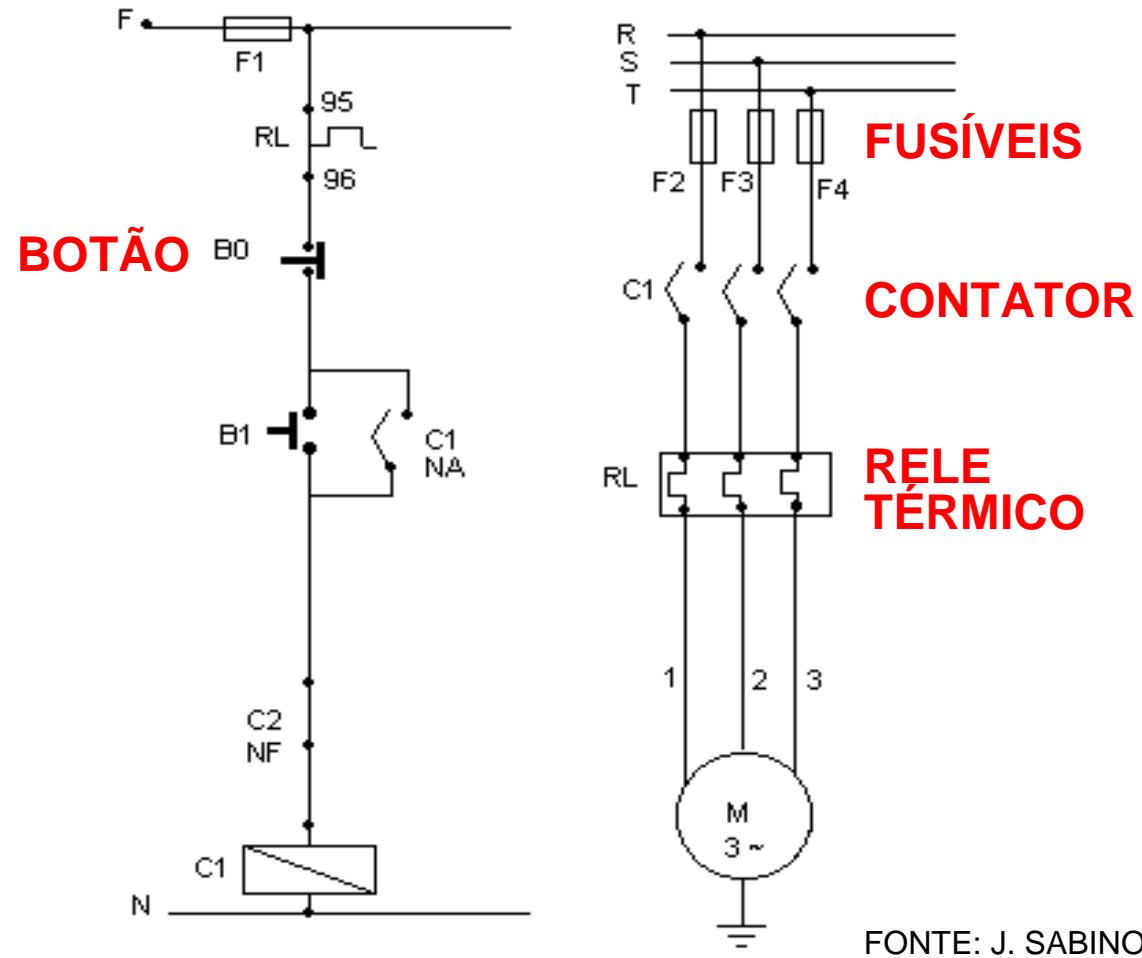 F
F1
95
RL
96
BOTÃO
B0
B1
C1
NA
C2
NF
C1
N
R
S
T
FUSÍVEIS
F2
F3
F4
C1
CONTATOR
RL
RELE
TÉRMICO
1
2
3
M
3 ~
FONTE: J. SABINO